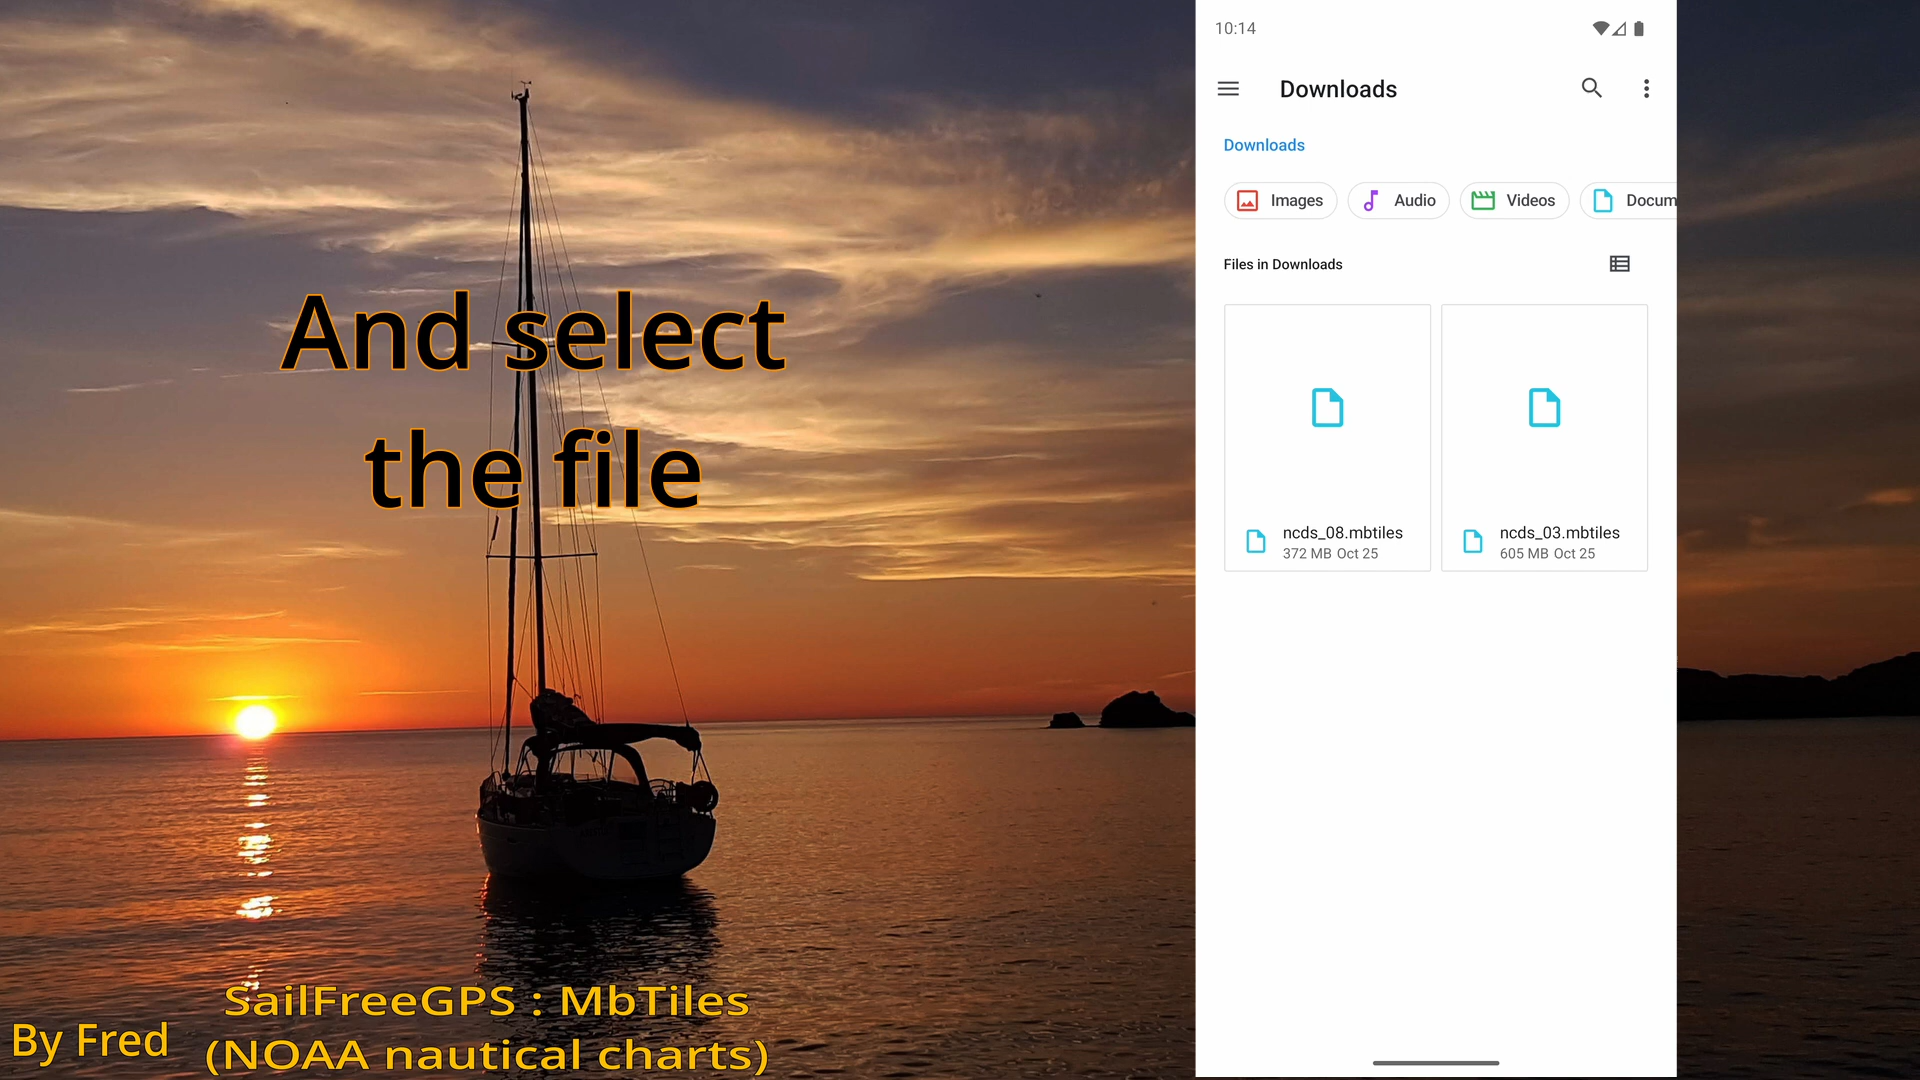 And select
the file
SailFreeGPS : MbTiles
(NOAA nautical charts)
By Fred
10:14
Downloads
Downloads
Images
Audio
Videos
Docum
Files in Downloads
ncds_08.mbtiles
372 MB Oct 25
ncds_03.mbtiles
605 MB Oct 25